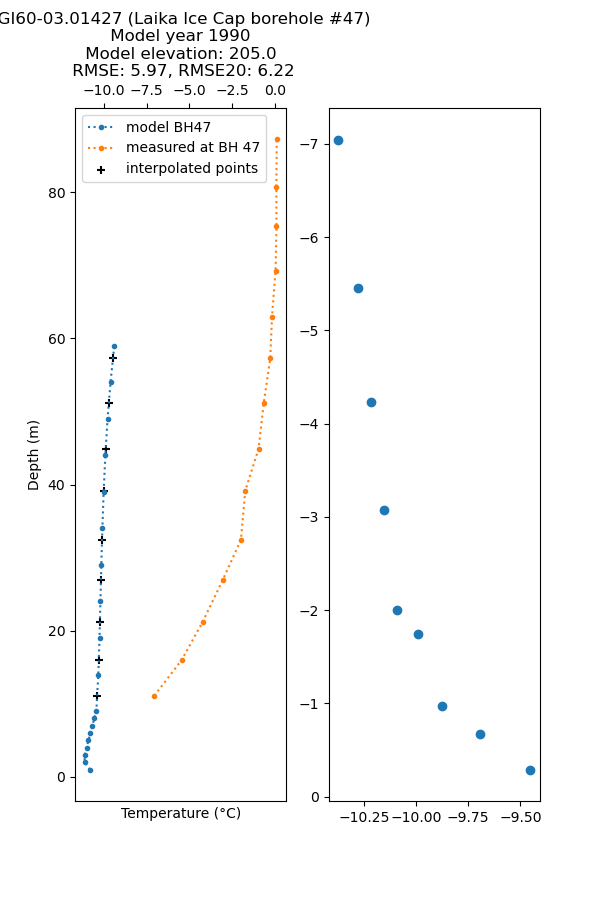 GI60-03.01427 (Laika Ice Cap borehole #47)
Model year 1990
Model elevation: 205.0
RMSE: 5.97, RMSE20: 6.22
−10.0 −7.5 −5.0 −2.5 0.0
model BH47
measured at BH 47
interpolated points
80
60
40
20
0
Depth (m)
Temperature (°C)
−7
−6
−5
−4
−3
−2
−1
0
−10.25 −10.00 −9.75 −9.50